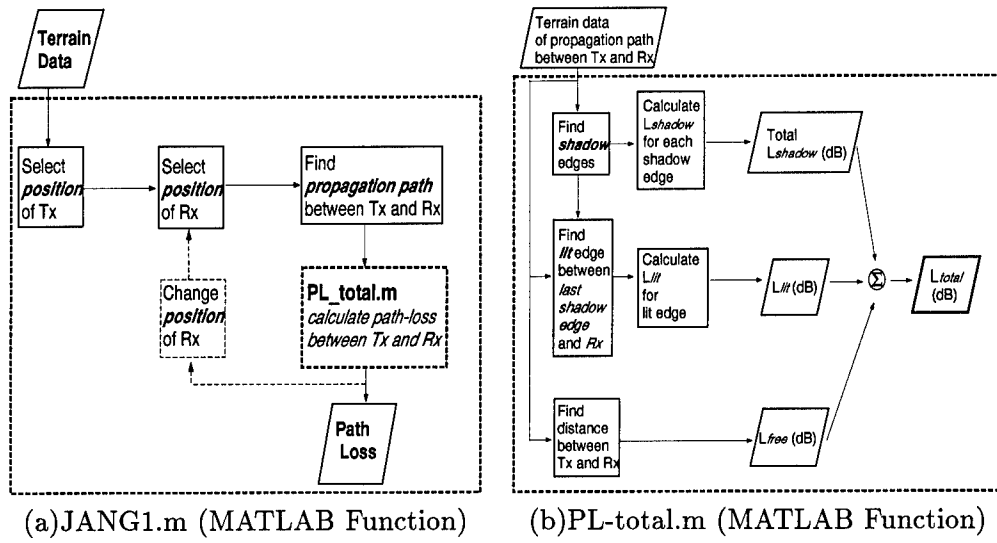 Terrain
Data
Select
position
of Tx
Select
position
of Rx
Find
propagation path
between Tx and Rx
Change
position
of Rx
PL_total.m
calculate path-loss
between Tx and Rx
Path
Loss
(a)JANG1.m (MATLAB Function)
Terrain data
of propagation path
between Tx and Rx
Find
shadow
edges
Calculate
Lshadow
for each
shadow
edge
Total
Lshadow (dB)
Find
lit edge
between
last
shadow
edge
and Rx
Calculate
Llit
for
lit edge
Llit (dB)
Σ
Ltotal
(dB)
Find
distance
between
Tx and Rx
Lfree (dB)
(b)PL-total.m (MATLAB Function)